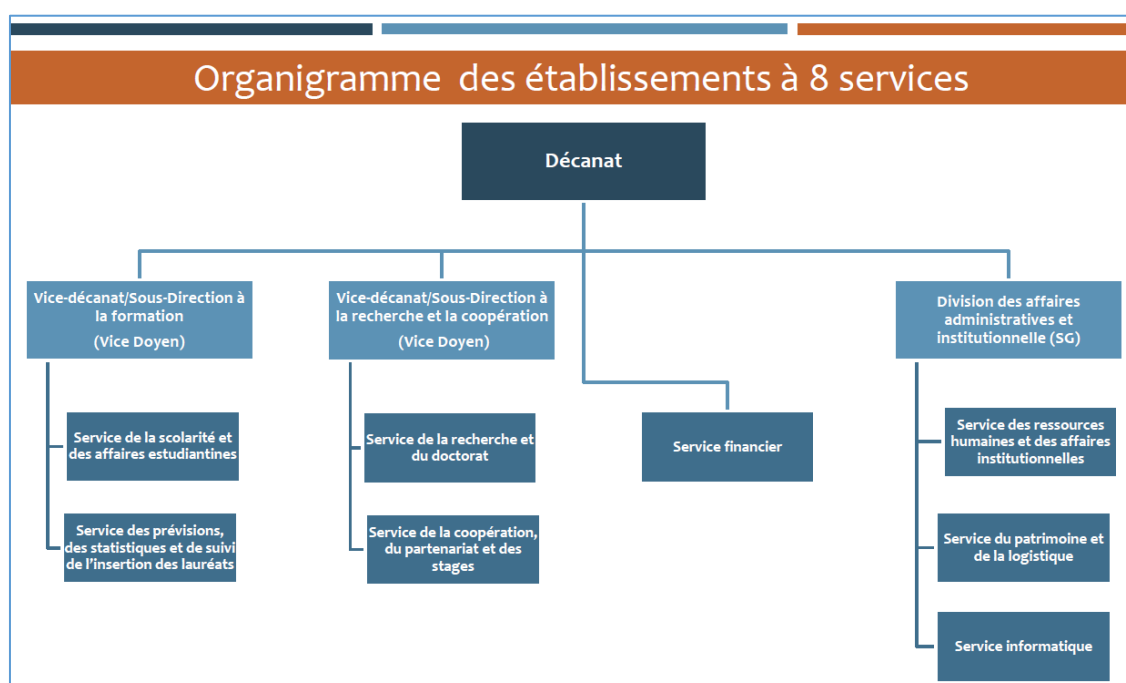 Organigramme des établissements à 8 services
Décanat
Vice-décanat/Sous-Direction à
la formation
(Vice Doyen)
Vice-décanat/Sous-Direction à
la recherche et la coopération
(Vice Doyen)
Division des affaires
administratives et
institutionnelle (SG)
Service de la scolarité et
des affaires estudiantines
Service de la recherche et
du doctorat
Service financier
Service des ressources
humaines et des affaires
institutionnelles
Service des prévisions,
des statistiques et de suivi
de l'insertion des lauréats
Service de la coopération,
du partenariat et des
stages
Service du patrimoine et
de la logistique
Service informatique